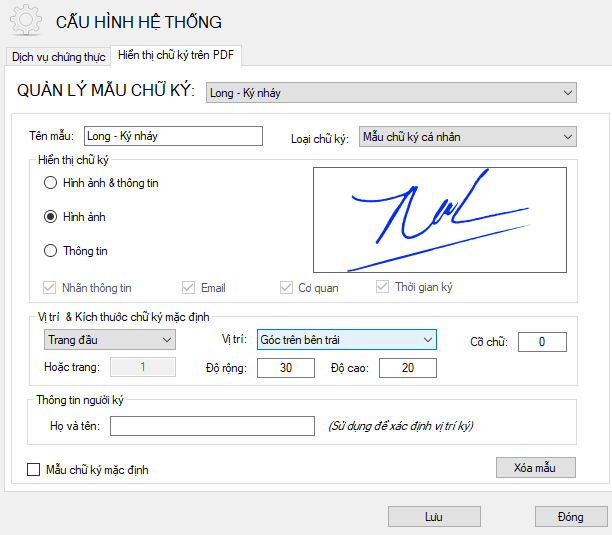 CẤU HÌNH HỆ THỐNG
Dịch vụ chứng thực Hiển thị chữ ký trên PDF
QUẢN LÝ MẪU CHỮ KÝ: Long - Ký nháy
Tên mẫu: Long - Ký nháy Loại chữ ký: Mẫu chữ ký cá nhân
Hiển thị chữ ký
Hình ảnh & thông tin
Hình ảnh
Thông tin
Nhãn thông tin Email Cơ quan Thời gian ký
Vị trí & Kích thước chữ ký mặc định
Trang đầu Vị trí: Góc trên bên trái Cỡ chữ: 0
Hoặc trang: 1 Độ rộng: 30 Độ cao: 20
Thông tin người ký
Họ và tên: (Sử dụng để xác định vị trí ký)
Mẫu chữ ký mặc định Xóa mẫu
Lưu Đóng